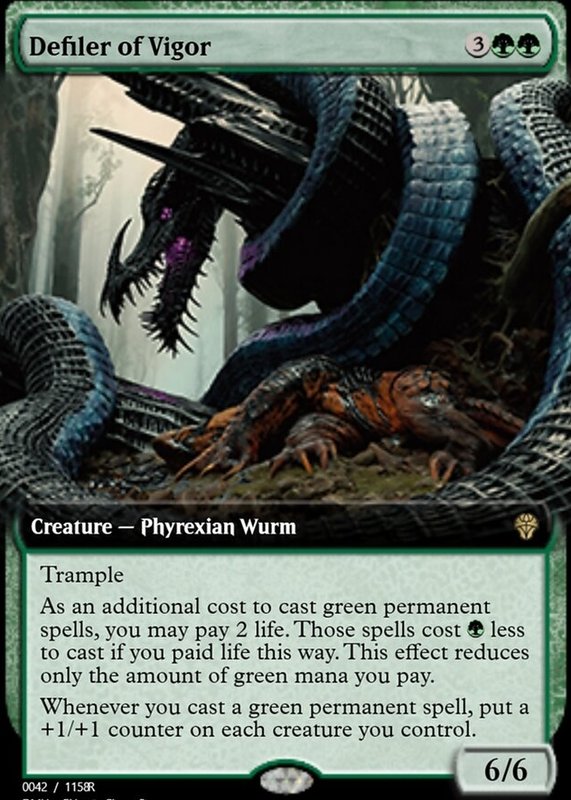 Defiler of Vigor
3
Creature — Phyrexian Wurm
Trample
As an additional cost to cast green permanent
spells, you may pay 2 life. Those spells cost less
to cast if you paid life this way. This effect reduces
only the amount of green mana you pay.
Whenever you cast a green permanent spell, put a
+1/+1 counter on each creature you control.
6/6
0042 / 1158R